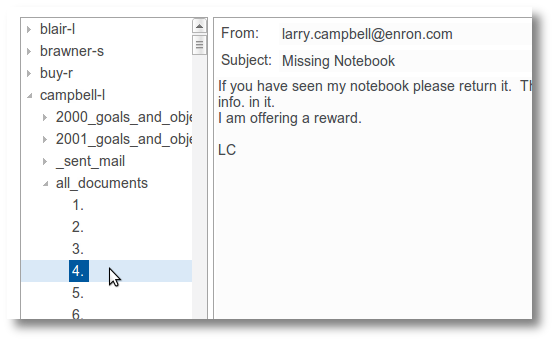 blair-l
brawner-s
buy-r
campbell-l
2000_goals_and_obje
2001_goals_and_obje
_sent_mail
all_documents
1.
2.
3.
4.
5.
6.
From: larry.campbell@enron.com
Subject: Missing Notebook
If you have seen my notebook please return it. Th
info. in it.
I am offering a reward.
LC